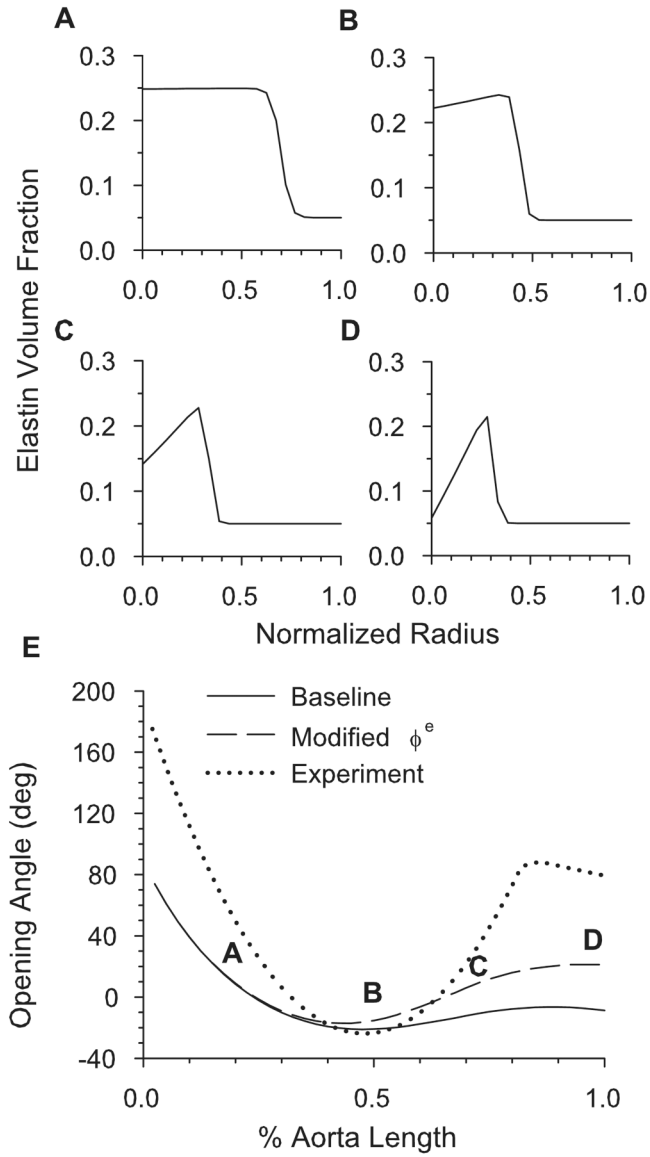 A
B
0.3
0.2
0.1
0.0
0.0 0.5 1.0
0.3
0.2
0.1
0.0
0.0 0.5 1.0
C
D
0.3
0.2
0.1
0.0
0.0 0.5 1.0
0.3
0.2
0.1
0.0
0.0 0.5 1.0
Elastin Volume Fraction
Normalized Radius
E
200
160
120
80
40
0
-40
Opening Angle (deg)
Baseline
Modified ϕᵉ
Experiment
A
B
C
D
0.0 0.5 1.0
% Aorta Length